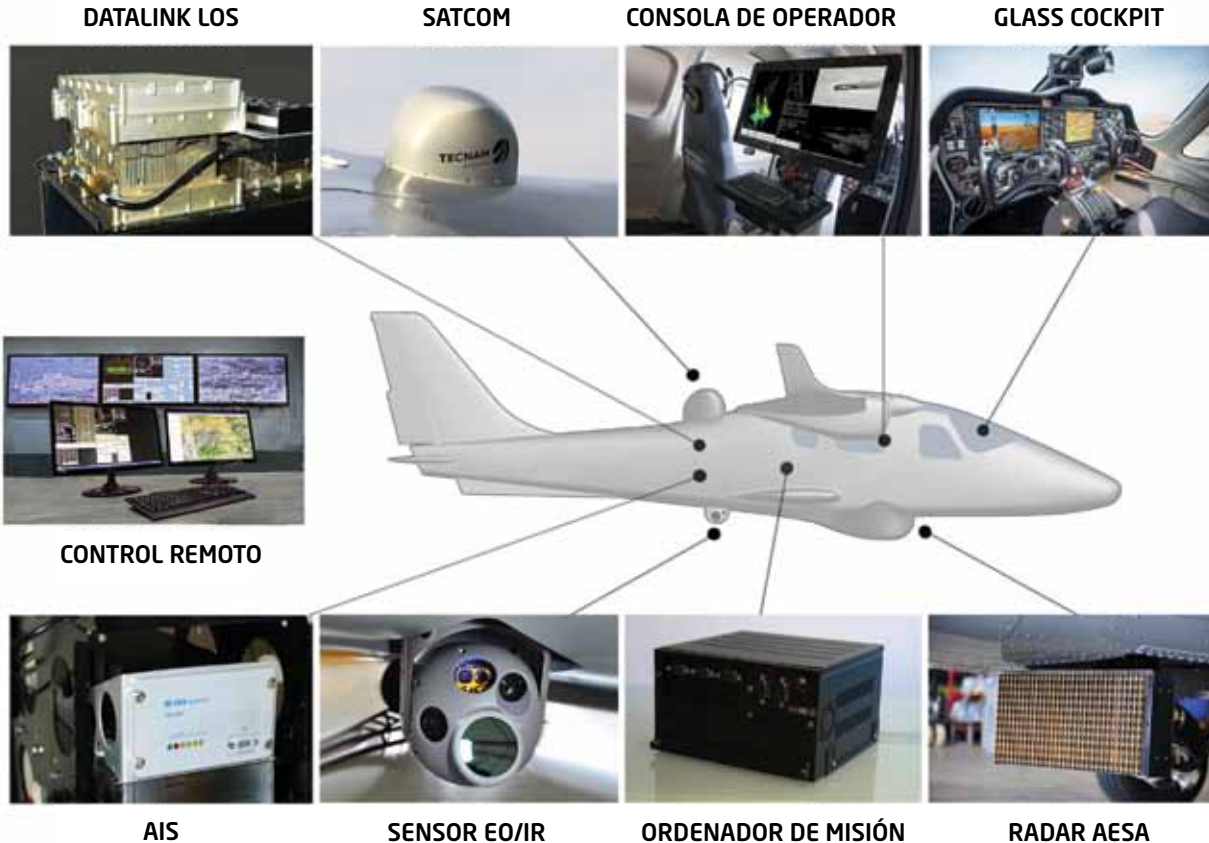 DATALINK LOS
SATCOM
CONSOLA DE OPERADOR
GLASS COCKPIT
TECNAM
CONTROL REMOTO
AIS
SENSOR EO/IR
ORDENADOR DE MISIÓN
RADAR AESA